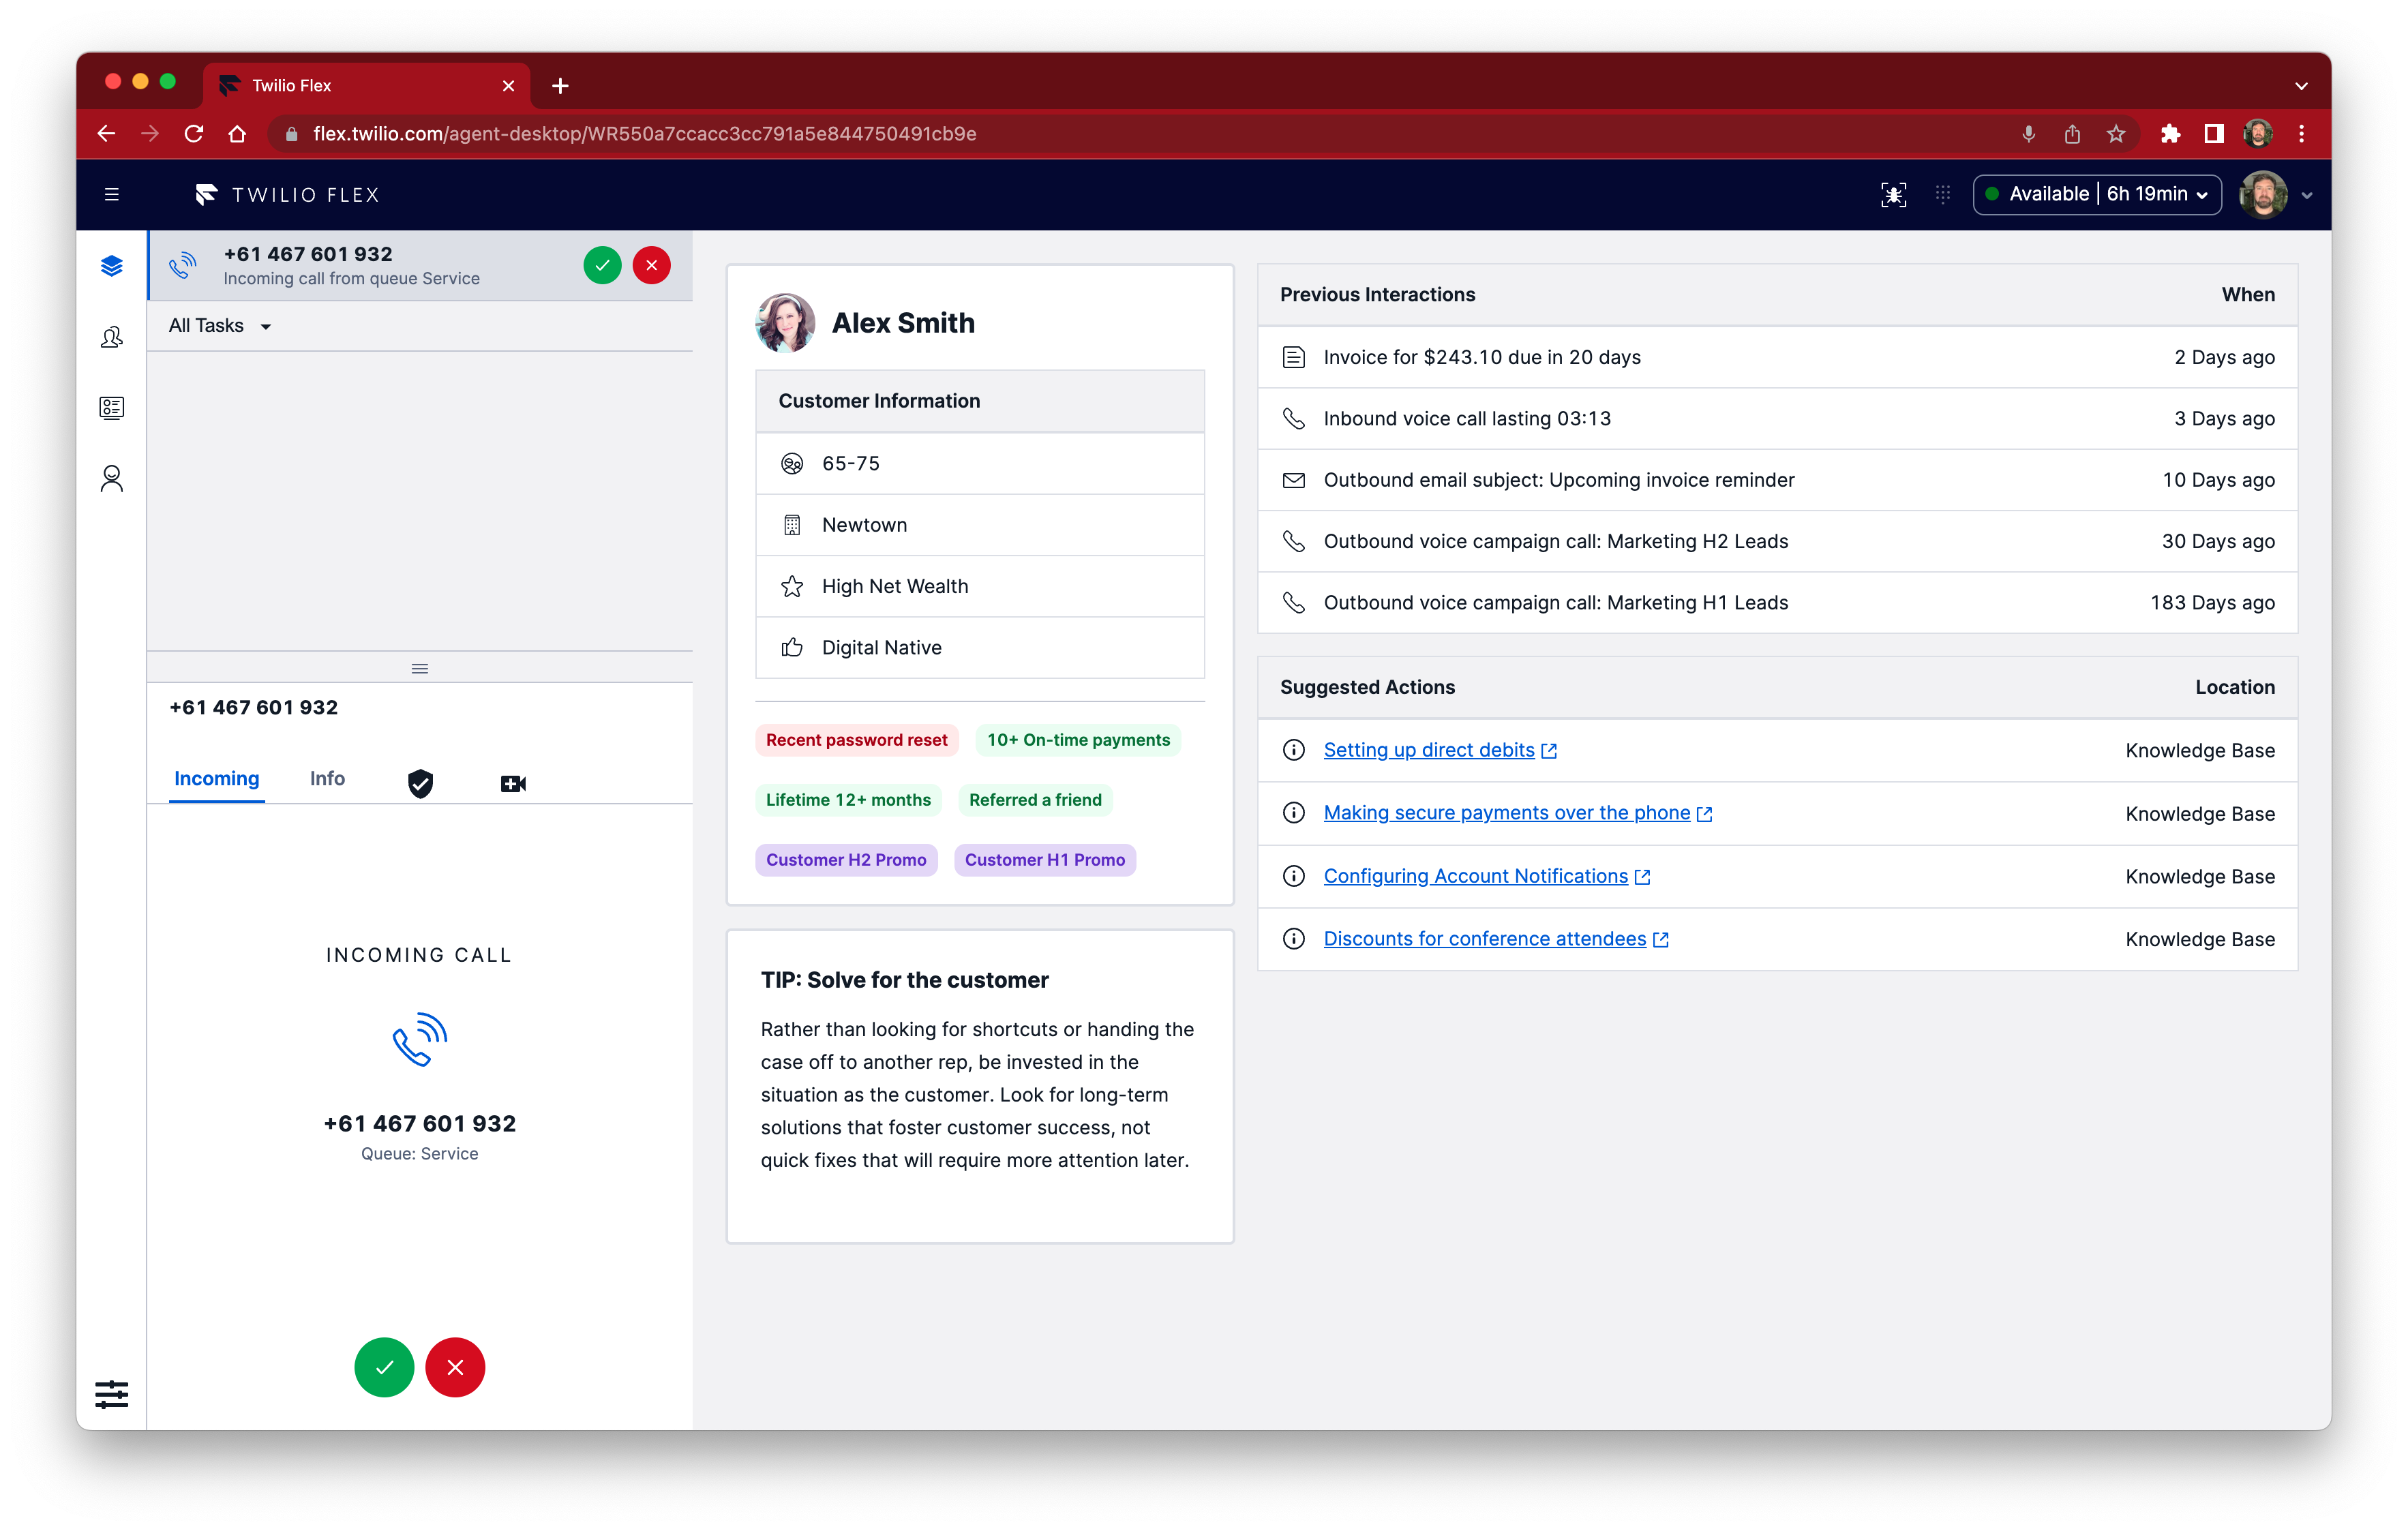 Twilio Flex
flex.twilio.com/agent-desktop/WR550a7ccacc3cc791a5e844750491cb9e
TWILIO FLEX
Available | 6h 19min
+61 467 601 932
Incoming call from queue Service
All Tasks
+61 467 601 932
Incoming
Info
INCOMING CALL
+61 467 601 932
Queue: Service
Alex Smith
Customer Information
65-75
Newtown
High Net Wealth
Digital Native
Recent password reset
10+ On-time payments
Lifetime 12+ months
Referred a friend
Customer H2 Promo
Customer H1 Promo
TIP: Solve for the customer
Rather than looking for shortcuts or handing the
case off to another rep, be invested in the
situation as the customer. Look for long-term
solutions that foster customer success, not
quick fixes that will require more attention later.
Previous Interactions When
Invoice for $243.10 due in 20 days 2 Days ago
Inbound voice call lasting 03:13 3 Days ago
Outbound email subject: Upcoming invoice reminder 10 Days ago
Outbound voice campaign call: Marketing H2 Leads 30 Days ago
Outbound voice campaign call: Marketing H1 Leads 183 Days ago
Suggested Actions Location
Setting up direct debits Knowledge Base
Making secure payments over the phone Knowledge Base
Configuring Account Notifications Knowledge Base
Discounts for conference attendees Knowledge Base